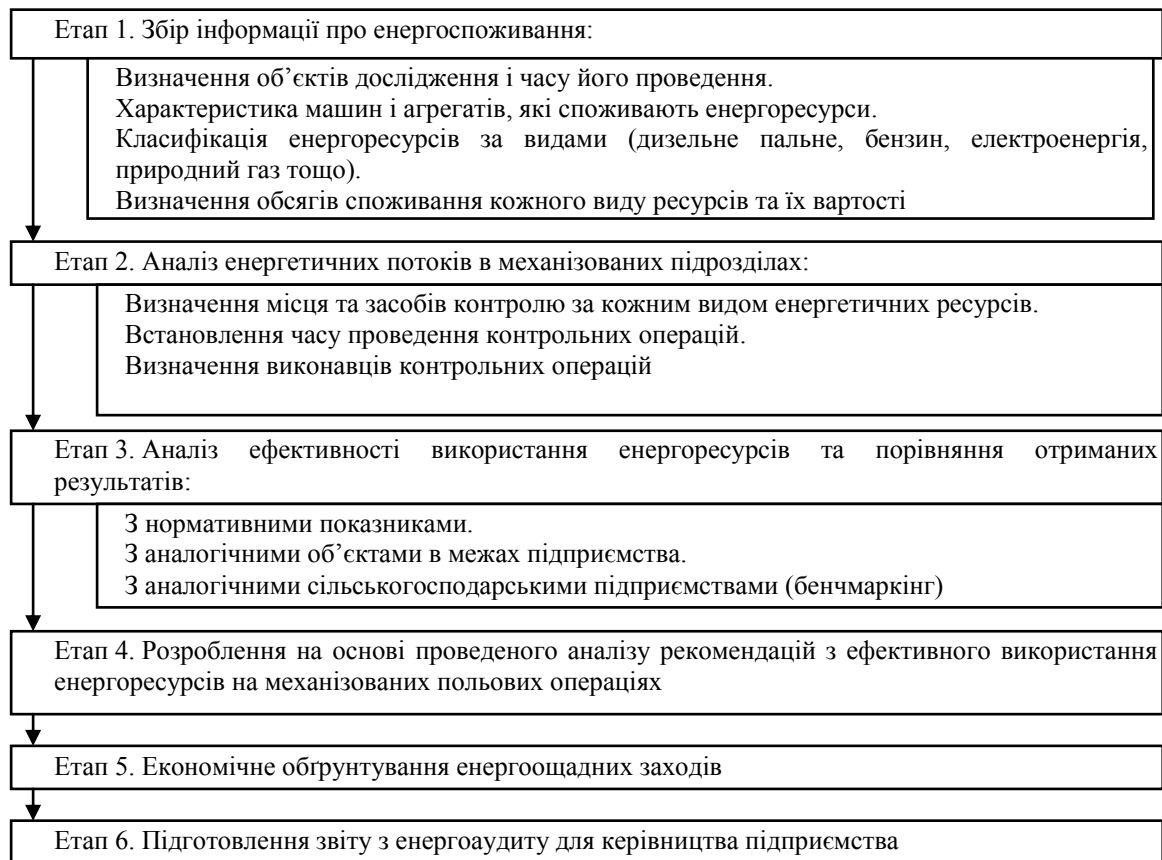 Етап 1. Збір інформації про енергоспоживання:
Визначення об’єктів дослідження і часу його проведення.
Характеристика машин і агрегатів, які споживають енергоресурси.
Класифікація енергоресурсів за видами (дизельне пальне, бензин, електроенергія,
природний газ тощо).
Визначення обсягів споживання кожного виду ресурсів та їх вартості
Етап 2. Аналіз енергетичних потоків в механізованих підрозділах:
Визначення місця та засобів контролю за кожним видом енергетичних ресурсів.
Встановлення часу проведення контрольних операцій.
Визначення виконавців контрольних операцій
Етап 3. Аналіз ефективності використання енергоресурсів та порівняння отриманих
результатів:
З нормативними показниками.
З аналогічними об’єктами в межах підприємства.
З аналогічними сільськогосподарськими підприємствами (бенчмаркінг)
Етап 4. Розроблення на основі проведеного аналізу рекомендацій з ефективного використання
енергоресурсів на механізованих польових операціях
Етап 5. Економічне обґрунтування енергоощадних заходів
Етап 6. Підготовлення звіту з енергоаудиту для керівництва підприємства